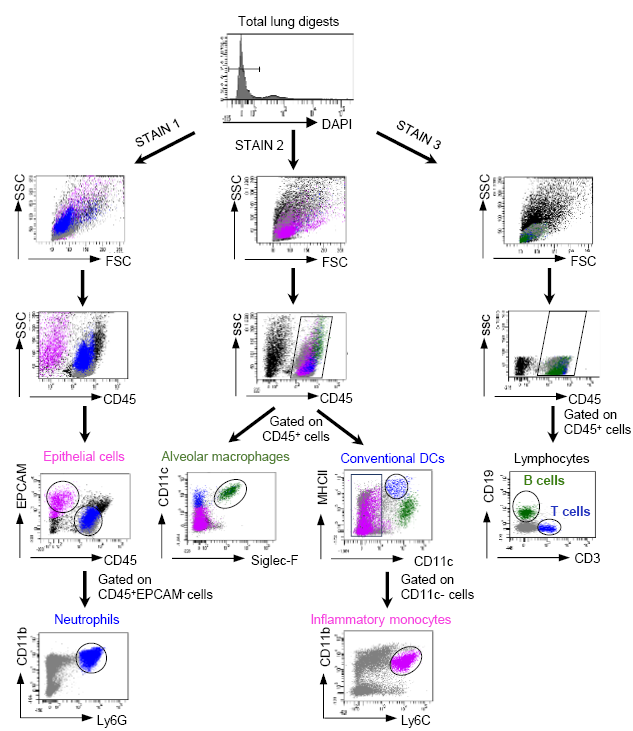 Total lung digests
DAPI
STAIN 1
STAIN 2
STAIN 3
SSC
FSC
SSC
FSC
SSC
FSC
SSC
CD45
SSC
CD45
SSC
CD45
Gated on
CD45+ cells
Gated on
CD45+ cells
Epithelial cells
EPCAM
CD45
Alveolar macrophages
CD11c
Siglec-F
Conventional DCs
MHCII
CD11c
Lymphocytes
CD19
B cells
T cells
CD3
Gated on
CD45+EPCAM- cells
Gated on
CD11c- cells
Neutrophils
CD11b
Ly6G
Inflammatory monocytes
CD11b
Ly6C